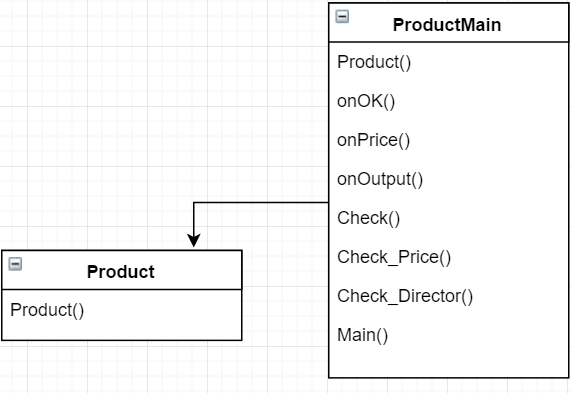 ProductMain
Product()
onOK()
onPrice()
onOutput()
Check()
Check_Price()
Check_Director()
Main()
Product
Product()